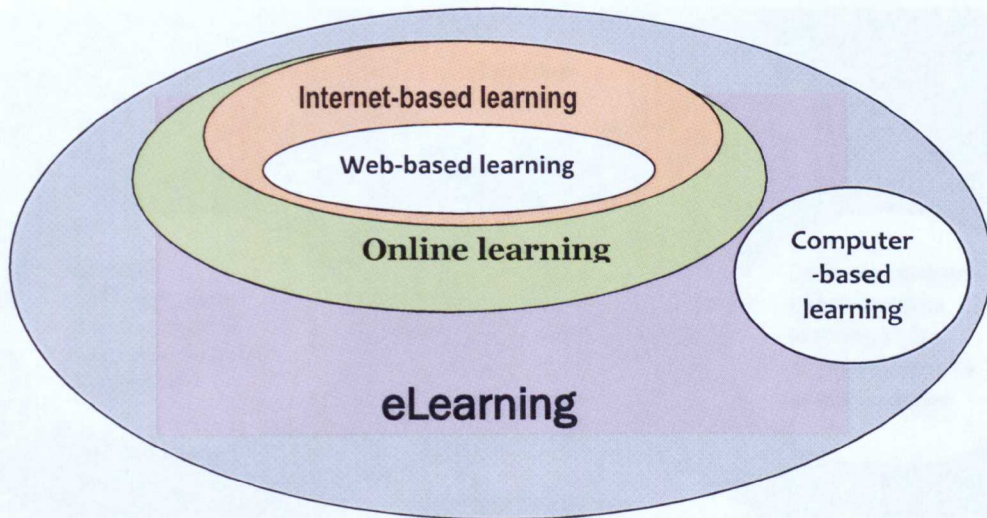 Internet-based learning
Web-based learning
Online learning
Computer
-based
learning
eLearning